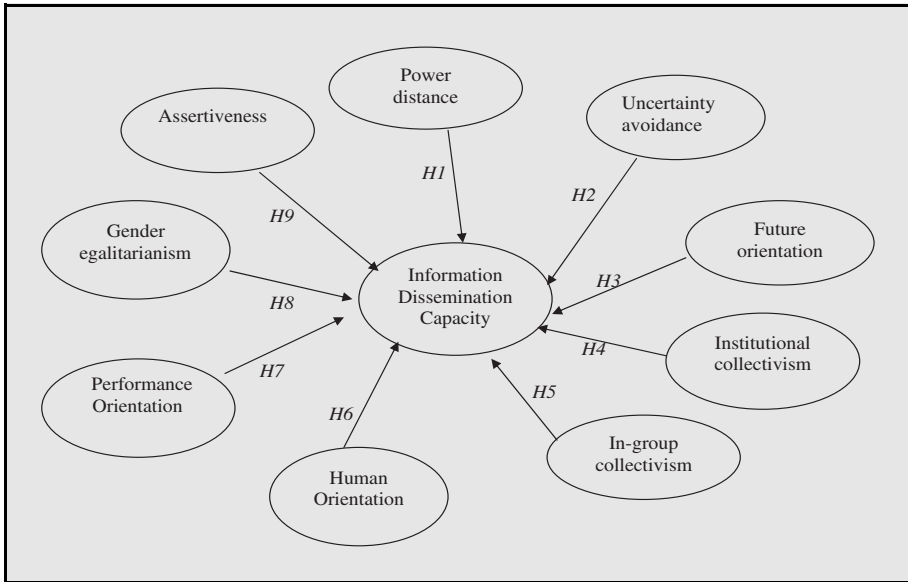 Power
distance
Assertiveness
Uncertainty
avoidance
H1
H2
H9
Gender
egalitarianism
Future
orientation
Information
Dissemination
Capacity
H3
H8
H4
Institutional
collectivism
H7
Performance
Orientation
H5
H6
In-group
collectivism
Human
Orientation